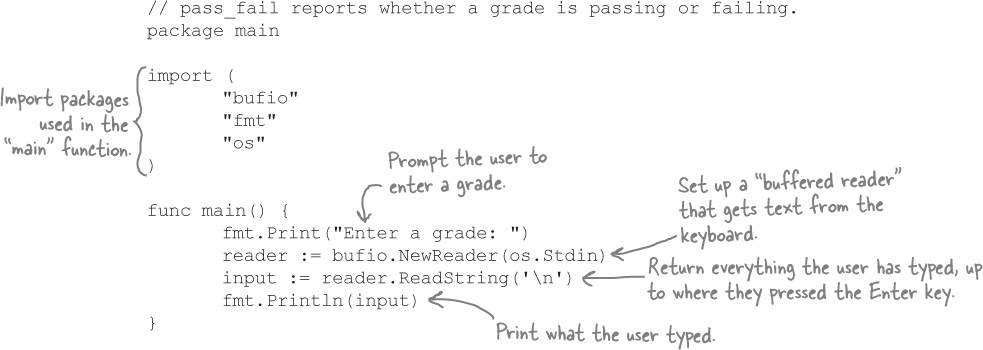 // pass_fail reports whether a grade is passing or failing.
package main
import (
"bufio"
"fmt"
"os"
)
Import packages
used in the
“main” function.
func main() {
Prompt the user to
enter a grade.
fmt.Print("Enter a grade: ")
Set up a “buffered reader”
that gets text from the
keyboard.
reader := bufio.NewReader(os.Stdin)
input := reader.ReadString('\n')
Return everything the user has typed, up
to where they pressed the Enter key.
fmt.Println(input)
Print what the user typed.
}